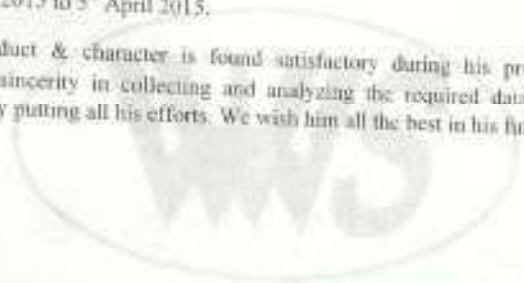 2015 to 5 April 2015.
duct & character is found satisfactory during his pr
sincerity in collecting and analyzing the required dat
y putting all his efforts. We wish him all the best in his fu
WWS